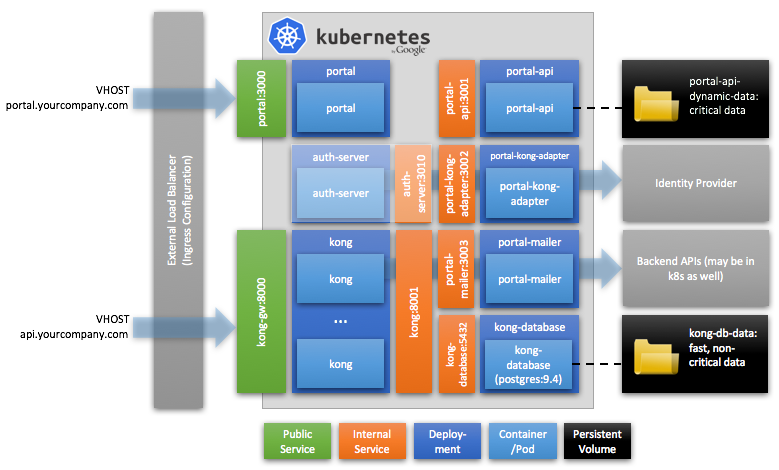 kubernetes
by Google
VHOST
portal.yourcompany.com
VHOST
api.yourcompany.com
External Load Balancer
(Ingress Configuration)
portal:3000
portal
portal
portal-
api:3001
portal-api
portal-api
portal-api-
dynamic-data:
critical data
auth-server
auth-server
auth-
server:3010
portal-kong-
adapter:3002
portal-kong-adapter
portal-kong-
adapter
Identity Provider
kong-gw:8000
kong
kong
...
kong
kong:8001
portal-
mailer:3003
portal-mailer
portal-mailer
Backend APIs (may be in
k8s as well)
kong-
database:5432
kong-database
kong-
database
(postgres:9.4)
kong-db-data:
fast, non-
critical data
Public
Service
Internal
Service
Deploy-
ment
Container
/Pod
Persistent
Volume